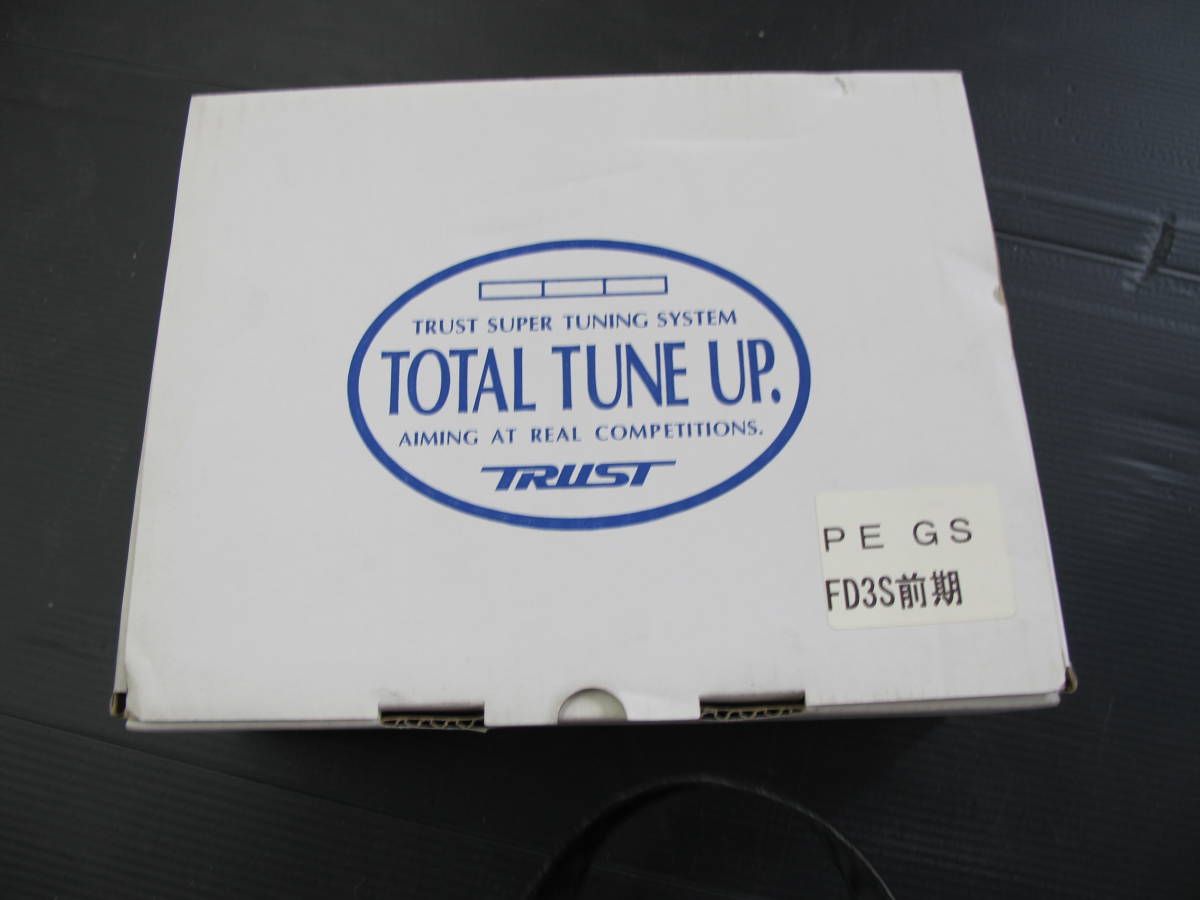 TRUST SUPER TUNING SYSTEM
TOTAL TUNE UP.
AIMING AT REAL COMPETITIONS.
TRUST
PE GS
FD3S前期